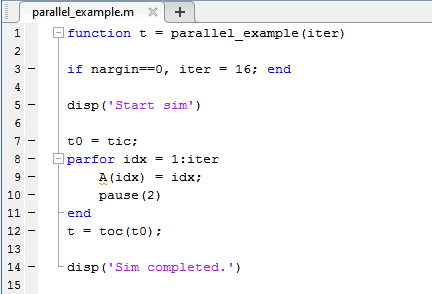 parallel_example.m × +
1 function t = parallel_example(iter)
2
3 – if nargin==0, iter = 16; end
4
5 – disp('Start sim')
6
7 – t0 = tic;
8 – parfor idx = 1:iter
9 –     A(idx) = idx;
10 –     pause(2)
11 – end
12 – t = toc(t0);
13
14 – disp('Sim completed.')
15